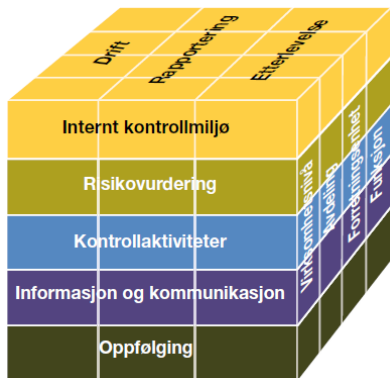 Drift
Rapportering
Etterlevelse
Internt kontrollmiljø
Risikovurdering
Kontrollaktiviteter
Informasjon og kommunikasjon
Oppfølging
Virksomhetsnivå
Avdeling
Forretningsenhet
Funksjon